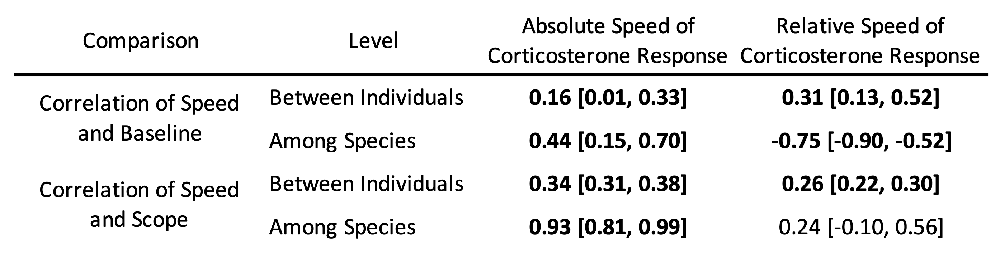 Comparison Level Absolute Speed of Corticosterone Response Relative Speed of Corticosterone Response
Correlation of Speed and Baseline Between Individuals 0.16 [0.01, 0.33] 0.31 [0.13, 0.52]
Among Species 0.44 [0.15, 0.70] -0.75 [-0.90, -0.52]
Correlation of Speed and Scope Between Individuals 0.34 [0.31, 0.38] 0.26 [0.22, 0.30]
Among Species 0.93 [0.81, 0.99] 0.24 [-0.10, 0.56]